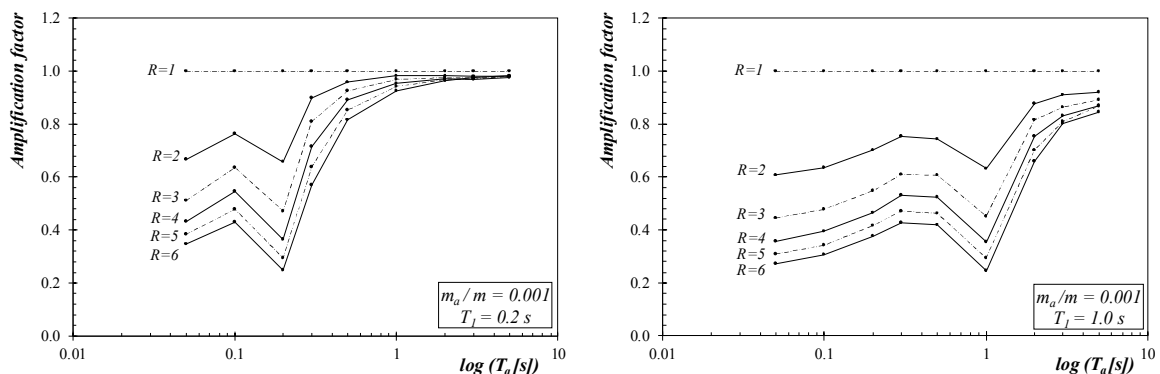 Amplification factor
1.2
1.0
0.8
0.6
0.4
0.2
0.0
R=1
R=2
R=3
R=4
R=5
R=6
m_a / m = 0.001
T_1 = 0.2 s
0.01
0.1
1
10
log (T_a[s])
Amplification factor
1.2
1.0
0.8
0.6
0.4
0.2
0.0
R=1
R=2
R=3
R=4
R=5
R=6
m_a / m = 0.001
T_1 = 1.0 s
0.01
0.1
1
10
log (T_a[s])